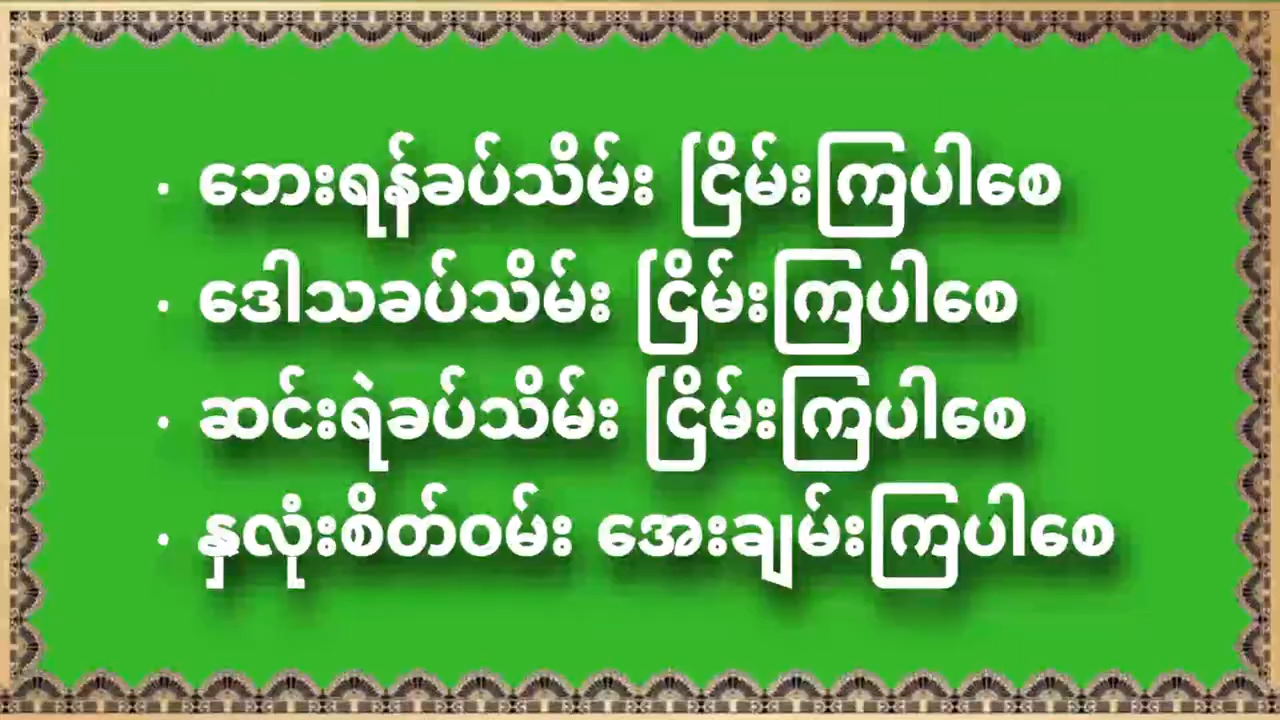 • ဘေးရန်ခပ်သိမ်း ငြိမ်းကြပါစေ
• ဒေါသခပ်သိမ်း ငြိမ်းကြပါစေ
• ဆင်းရဲခပ်သိမ်း ငြိမ်းကြပါစေ
• နှလုံးစိတ်ဝမ်း အေးချမ်းကြပါစေ